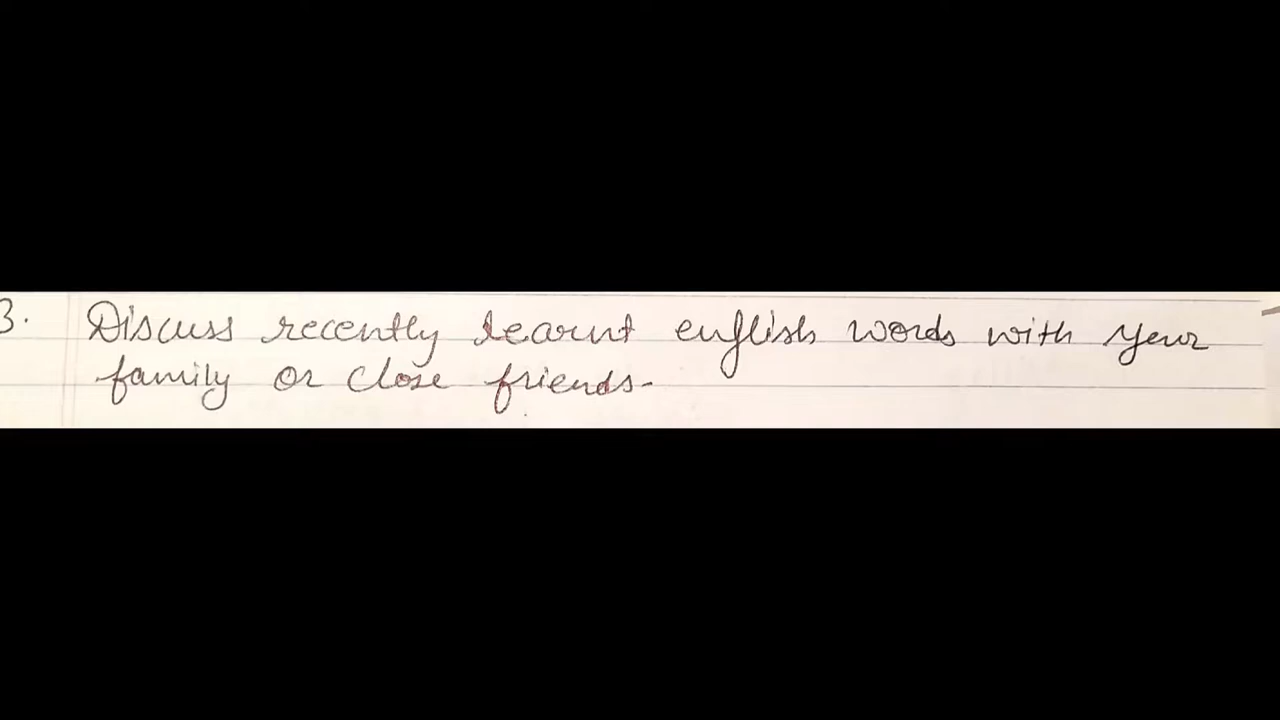 3. Discuss recently learnt english words with your
family or close friends.